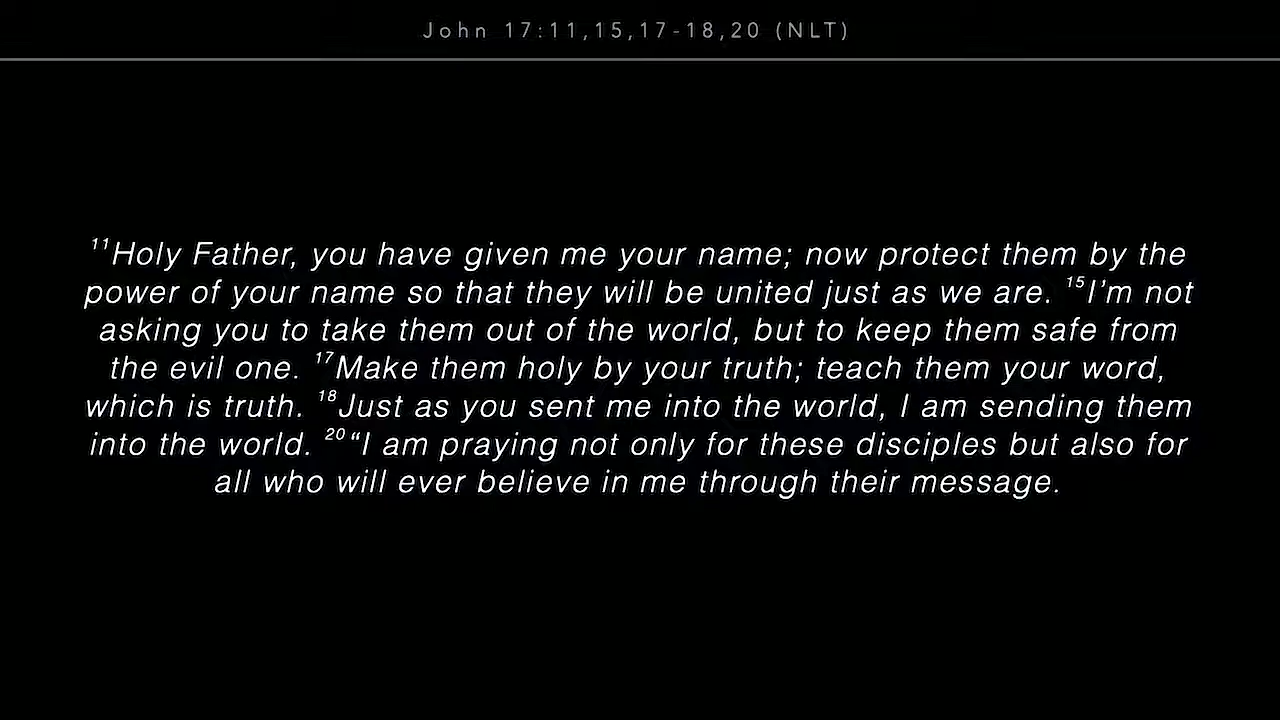 John 17:11,15,17-18,20 (NLT)
11Holy Father, you have given me your name; now protect them by the
power of your name so that they will be united just as we are. 15I’m not
asking you to take them out of the world, but to keep them safe from
the evil one. 17Make them holy by your truth; teach them your word,
which is truth. 18Just as you sent me into the world, I am sending them
into the world. 20“I am praying not only for these disciples but also for
all who will ever believe in me through their message.